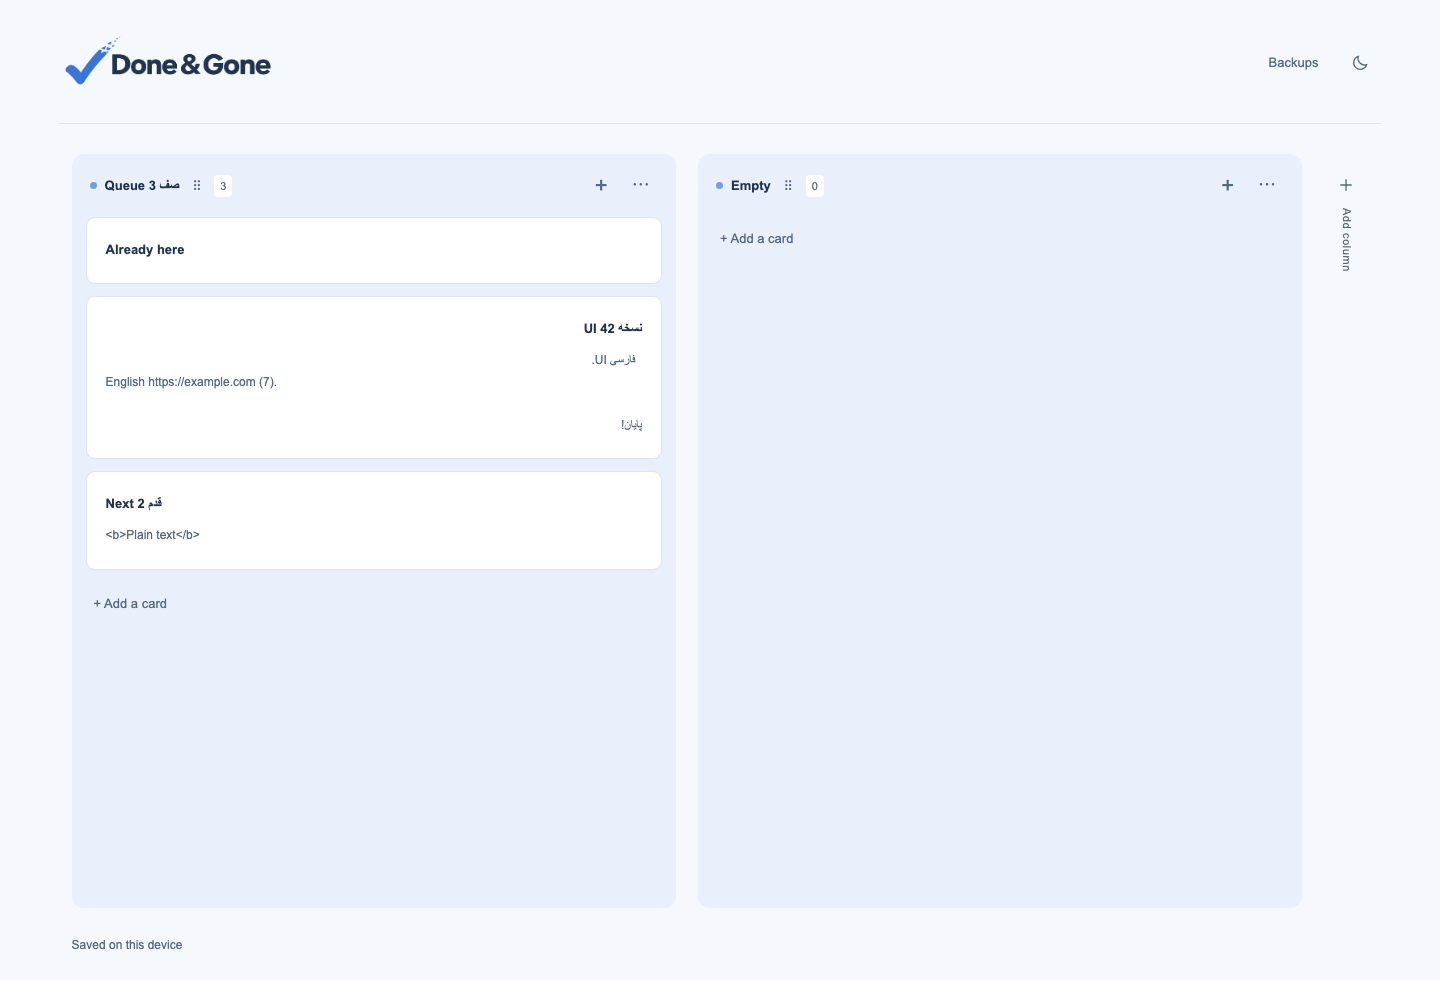 Done & Gone
Backups
Queue 3 صف
3
Already here
نسخه UI 42
فارسی UI.
English https://example.com (7).
پایان!
Next 2 قدم
<b>Plain text</b>
+ Add a card
Empty
0
+ Add a card
Add column
Saved on this device